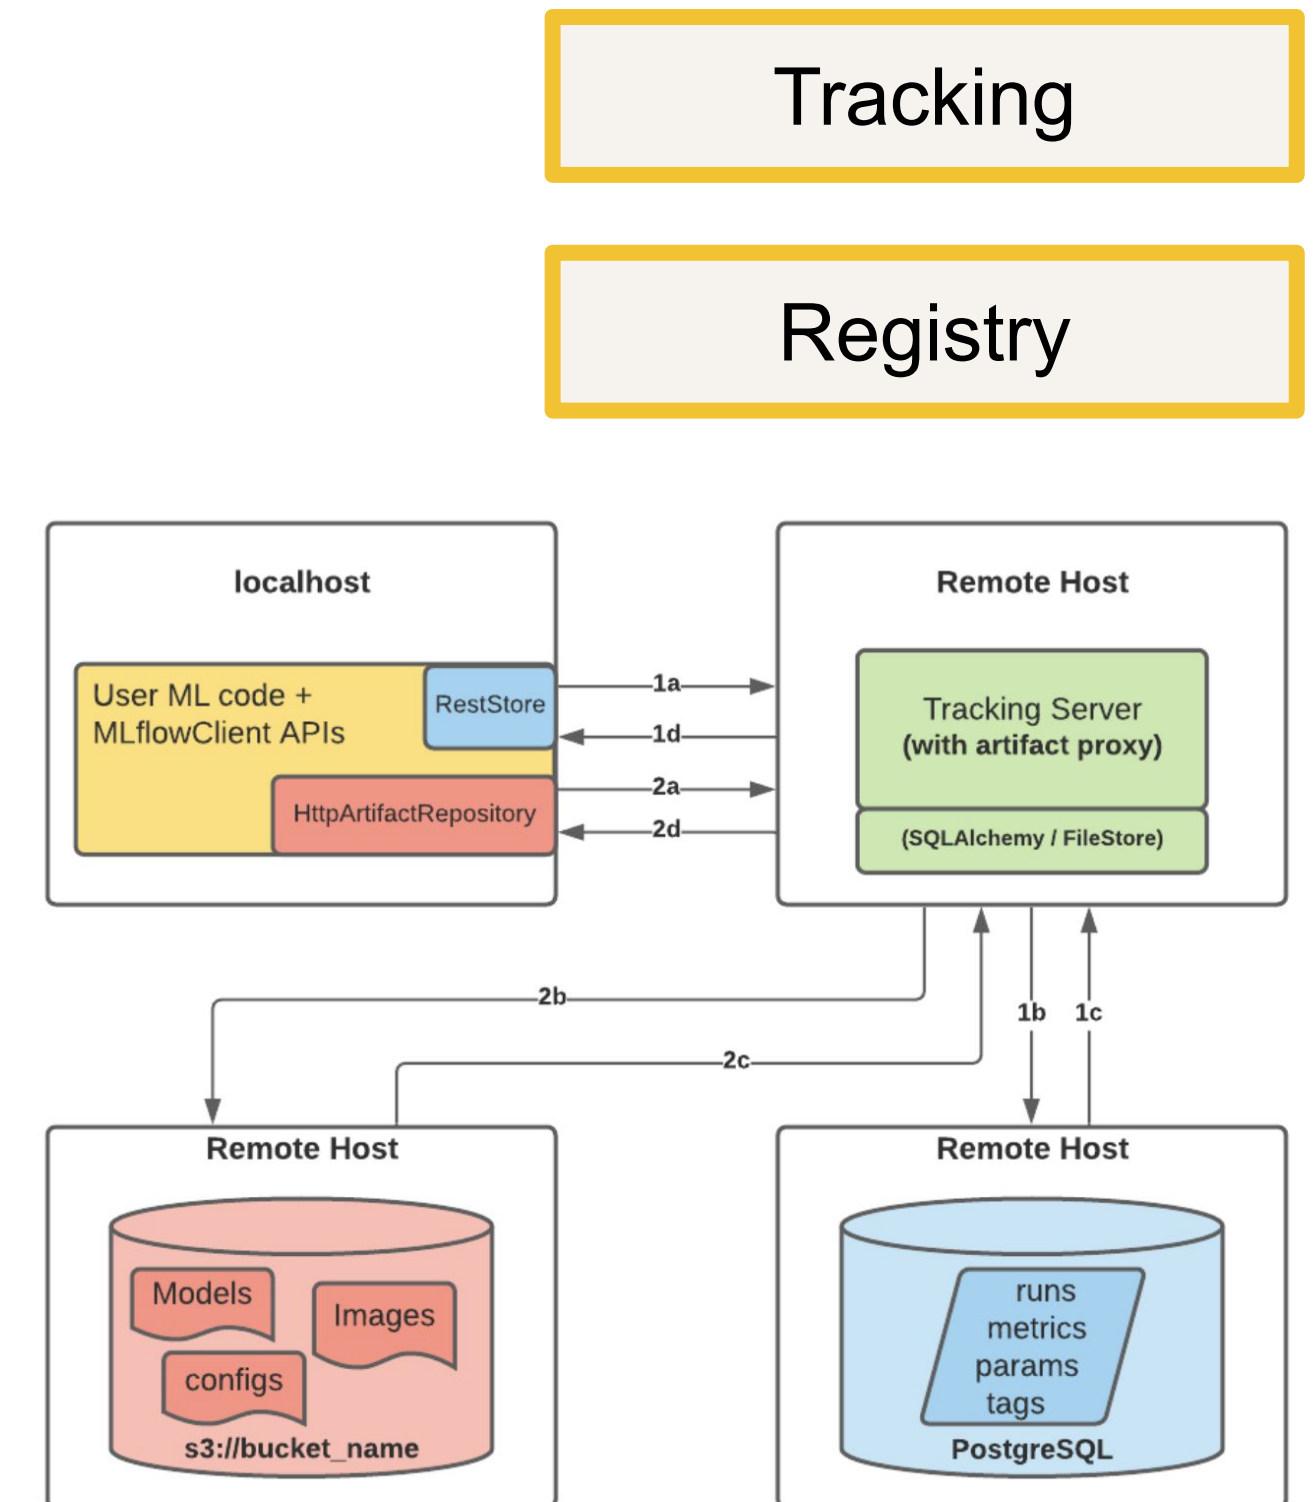 Tracking
Registry
localhost
User ML code +
MLflowClient APIs
RestStore
HttpArtifactRepository
1a
1d
2a
2d
Remote Host
Tracking Server
(with artifact proxy)
(SQLAlchemy / FileStore)
2b
2c
1b
1c
Remote Host
Models
Images
configs
s3://bucket_name
Remote Host
runs
metrics
params
tags
PostgreSQL